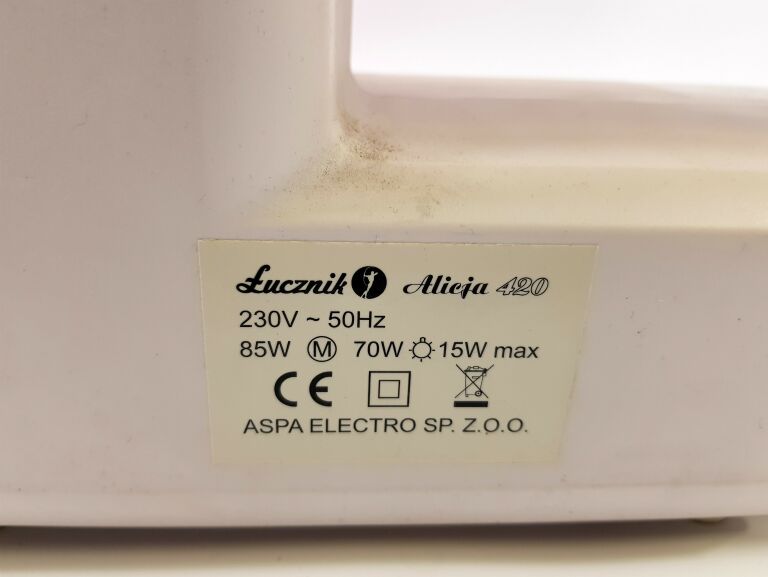 Łucznik Alicja 420
230V ~ 50Hz
85W M 70W 15W max
CE
ASPA ELECTRO SP. Z.O.O.